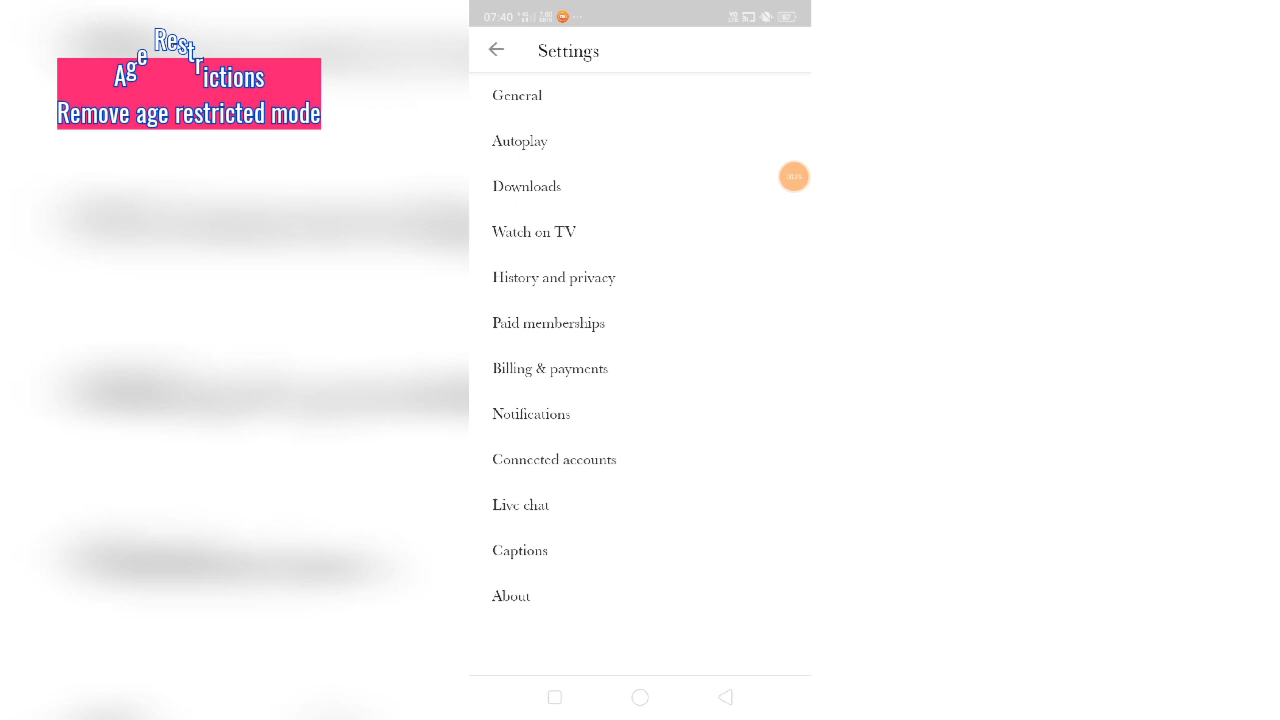 Age Restrictions
Remove age restricted mode
07:40
Settings
General
Autoplay
Downloads
Watch on TV
History and privacy
Paid memberships
Billing & payments
Notifications
Connected accounts
Live chat
Captions
About